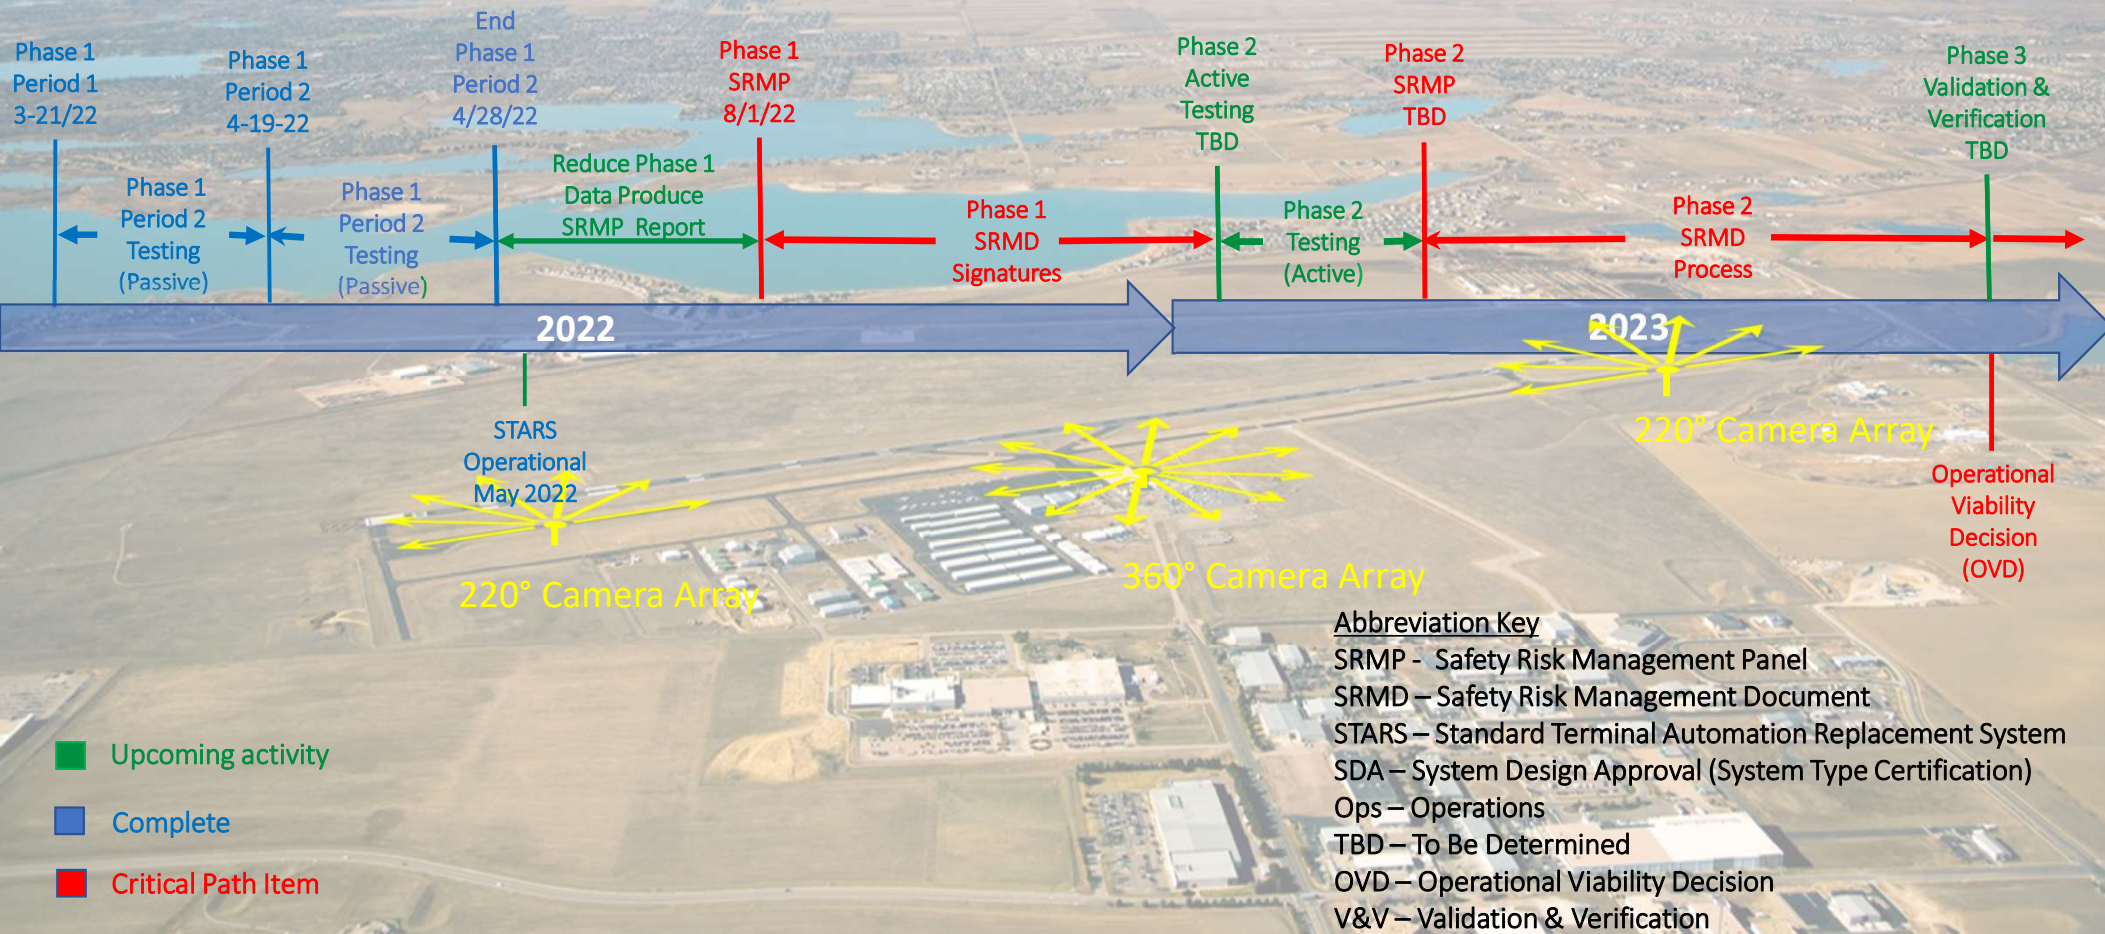 Phase 1
Period 1
3-21/22
Phase 1
Period 2
4-19-22
End
Phase 1
Period 2
4/28/22
Phase 1
SRMP
8/1/22
Phase 2
Active
Testing
TBD
Phase 2
SRMP
TBD
Phase 3
Validation &
Verification
TBD
Phase 1
Period 2
Testing
(Passive)
Phase 1
Period 2
Testing
(Passive)
Reduce Phase 1
Data Produce
SRMP Report
Phase 1
SRMD
Signatures
Phase 2
Testing
(Active)
Phase 2
SRMD
Process
2022
2023
STARS
Operational
May 2022
220° Camera Array
360° Camera Array
220° Camera Array
Operational
Viability
Decision
(OVD)
Upcoming activity
Complete
Critical Path Item
Abbreviation Key
SRMP - Safety Risk Management Panel
SRMD – Safety Risk Management Document
STARS – Standard Terminal Automation Replacement System
SDA – System Design Approval (System Type Certification)
Ops – Operations
TBD – To Be Determined
OVD – Operational Viability Decision
V&V – Validation & Verification